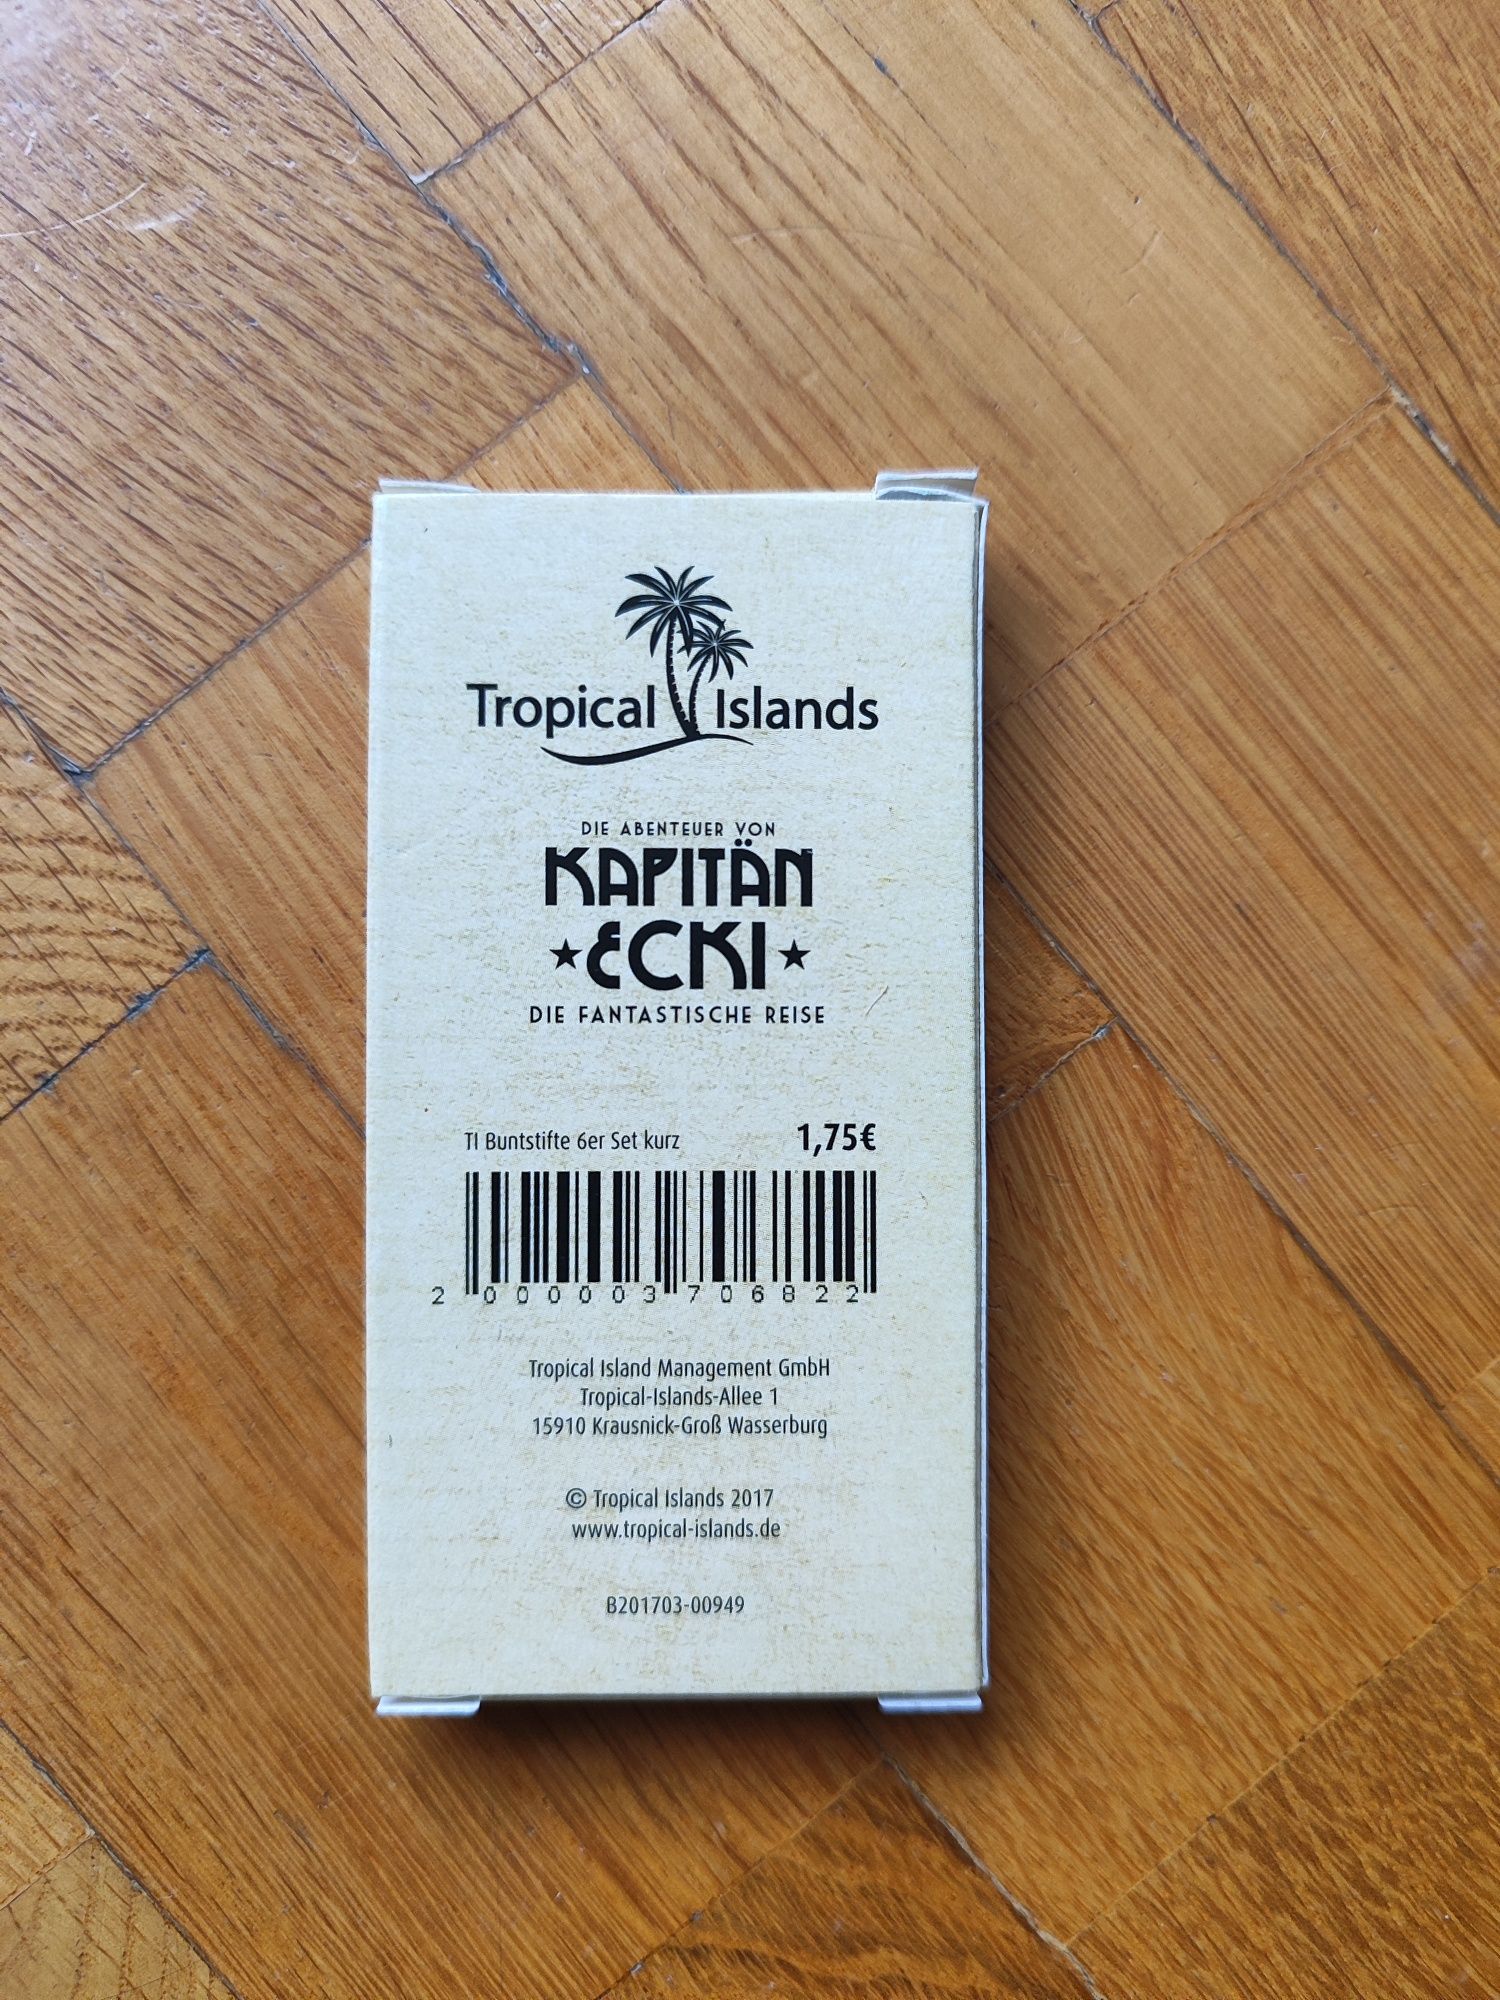 Tropical Islands
DIE ABENTEUER VON
KAPITÄN
ECKI
DIE FANTASTISCHE REISE
TI Buntstifte 6er Set kurz 1,75€
2 000003 706822
Tropical Island Management GmbH
Tropical-Islands-Allee 1
15910 Krausnick-Groß Wasserburg
© Tropical Islands 2017
www.tropical-islands.de
B201703-00949